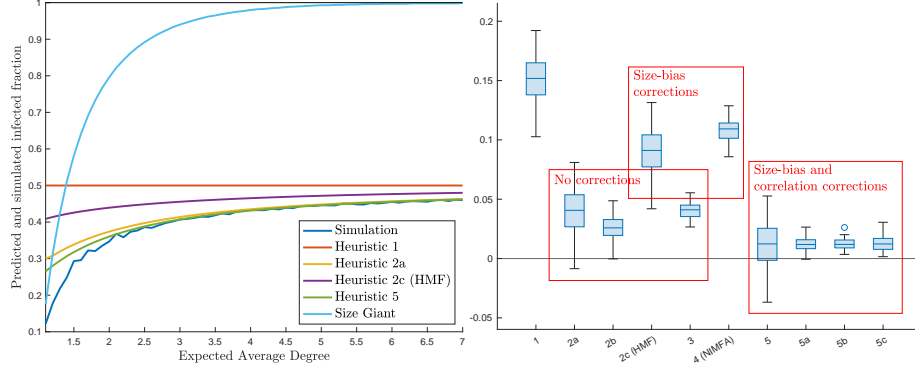 Predicted and simulated infected fraction
1
0.9
0.8
0.7
0.6
0.5
0.4
0.3
0.2
0.1
1.5 2 2.5 3 3.5 4 4.5 5 5.5 6 6.5 7
Expected Average Degree
Simulation
Heuristic 1
Heuristic 2a
Heuristic 2c (HMF)
Heuristic 5
Size Giant
0.2
0.15
0.1
0.05
0
-0.05
Size-bias
corrections
No corrections
Size-bias and
correlation corrections
1 2a 2b 2c (HMF) 3 4 (NIMFA) 5 5a 5b 5c